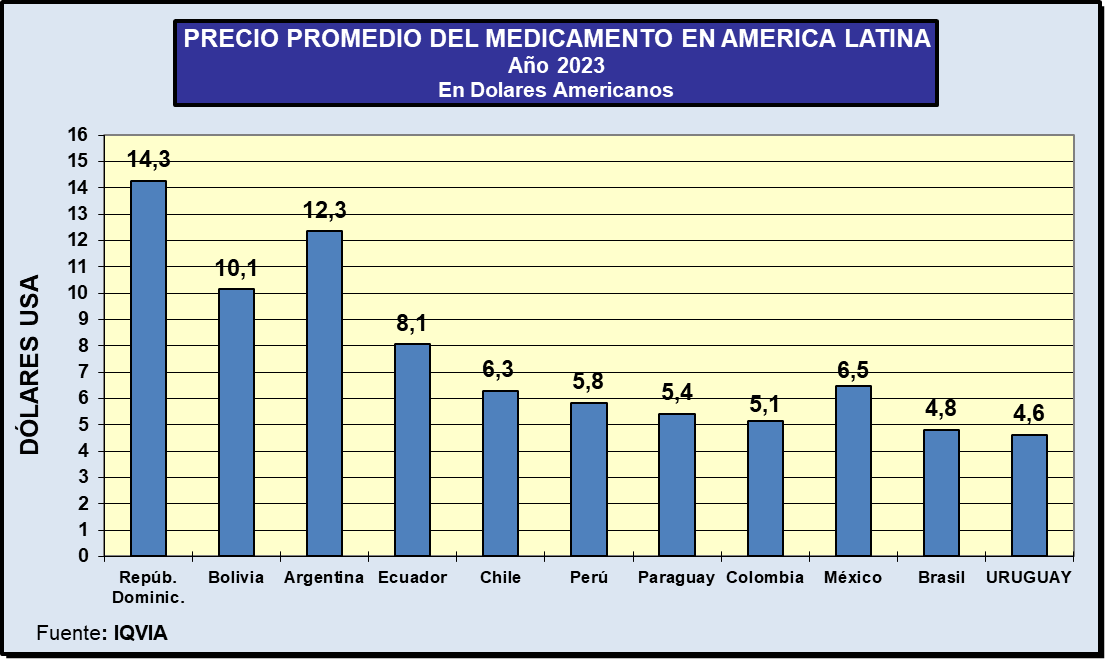 PRECIO PROMEDIO DEL MEDICAMENTO EN AMERICA LATINA
Año 2023
En Dolares Americanos
DÓLARES USA
16
15
14
13
12
11
10
9
8
7
6
5
4
3
2
1
0
14,3
10,1
12,3
8,1
6,3
5,8
5,4
5,1
6,5
4,8
4,6
Repúb. Dominic.
Bolivia
Argentina
Ecuador
Chile
Perú
Paraguay
Colombia
México
Brasil
URUGUAY
Fuente: IQVIA